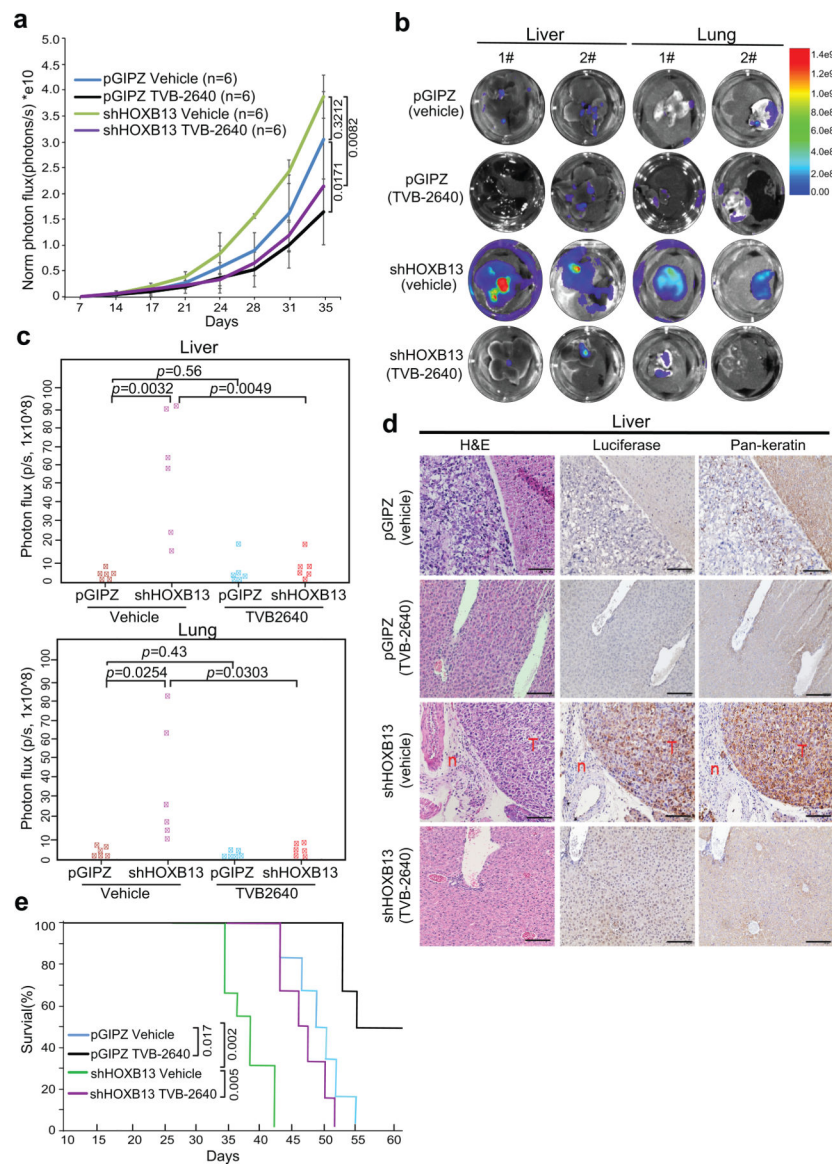 a
Norm photon flux(photons/s) *e10
5.0
4.5
4.0
3.5
3.0
2.5
2.0
1.5
1.0
0.5
0.0
pGIPZ Vehicle (n=6)
pGIPZ TVB-2640 (n=6)
shHOXB13 Vehicle (n=6)
shHOXB13 TVB-2640 (n=6)
0.3212
0.0082
0.0171
7 14 17 21 24 28 31 35
Days
b
Liver Lung
1# 2# 1# 2#
pGIPZ
(vehicle)
pGIPZ
(TVB-2640)
shHOXB13
(vehicle)
shHOXB13
(TVB-2640)
1.4e9
1.0e9
8.0e8
6.0e8
4.0e8
2.0e8
0.00
c
Liver
Photon flux (p/s, 1x10^8)
100
90
80
70
60
50
40
30
20
10
0
p=0.56
p=0.0032 p=0.0049
pGIPZ shHOXB13 pGIPZ shHOXB13
Vehicle TVB2640
Lung
Photon flux (p/s, 1x10^8)
100
90
80
70
60
50
40
30
20
10
0
p=0.43
p=0.0254 p=0.0303
pGIPZ shHOXB13 pGIPZ shHOXB13
Vehicle TVB2640
d
Liver
H&E Luciferase Pan-keratin
pGIPZ
(vehicle)
pGIPZ
(TVB-2640)
shHOXB13
(vehicle)
n T
n T
n T
shHOXB13
(TVB-2640)
e
Survial(%)
100
80
60
40
20
0
pGIPZ Vehicle
pGIPZ TVB-2640
shHOXB13 Vehicle
shHOXB13 TVB-2640
0.017
0.002
0.005
10 15 20 25 30 35 40 45 50 55 60
Days